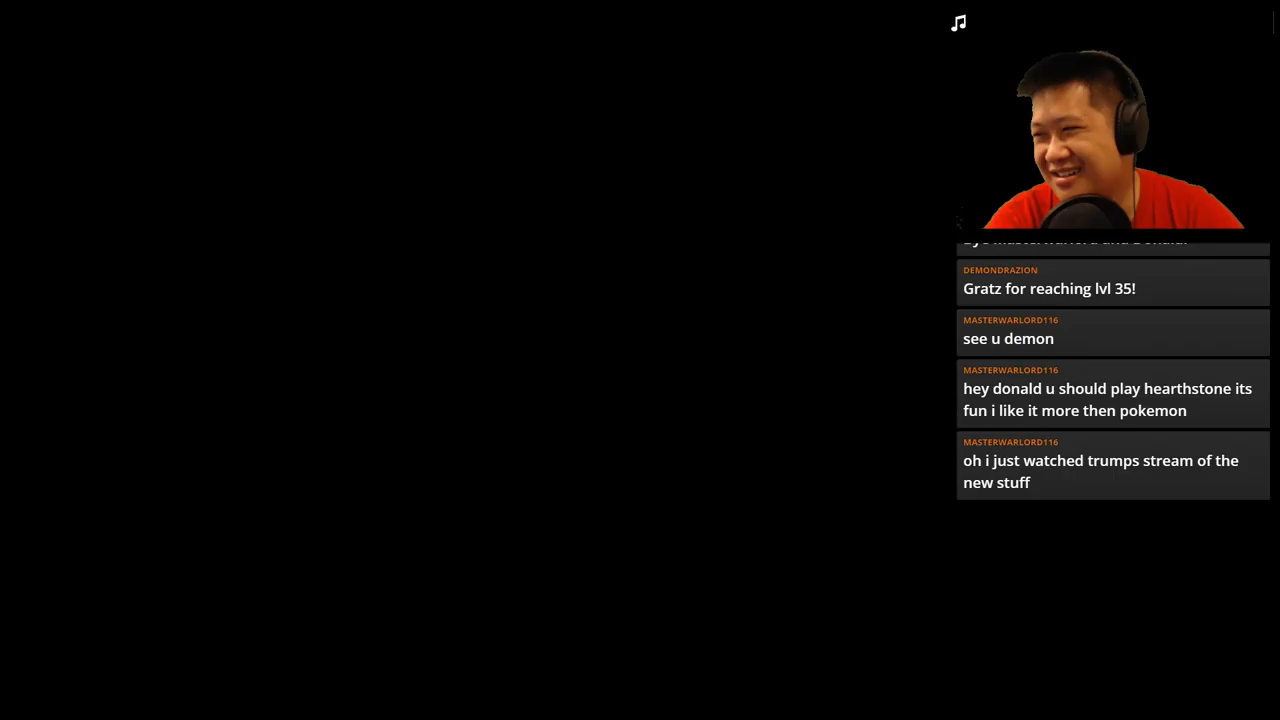 DEMONDRAZION
Gratz for reaching lvl 35!
MASTERWARLORD116
see u demon
MASTERWARLORD116
hey donald u should play hearthstone its
fun i like it more then pokemon
MASTERWARLORD116
oh i just watched trumps stream of the
new stuff